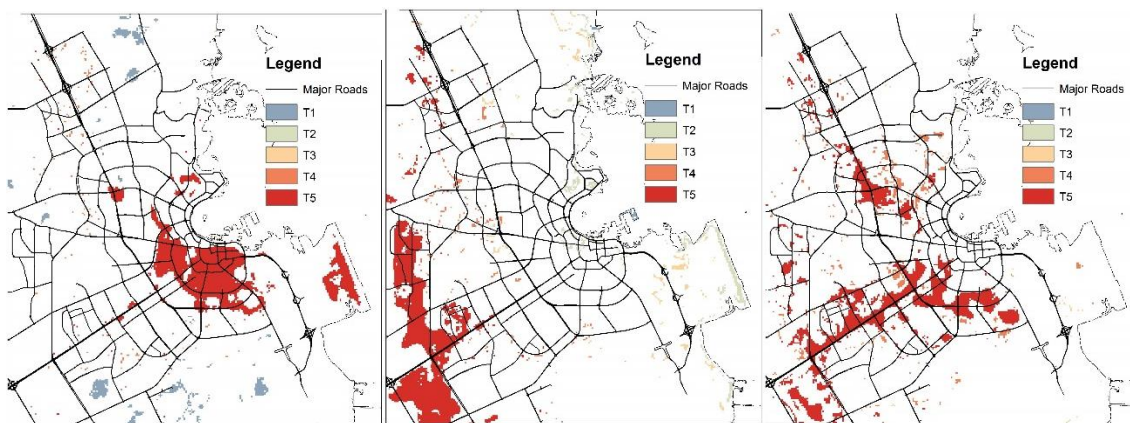 Legend
Major Roads
T1
T2
T3
T4
T5
Legend
Major Roads
T1
T2
T3
T4
T5
Legend
Major Roads
T1
T2
T3
T4
T5